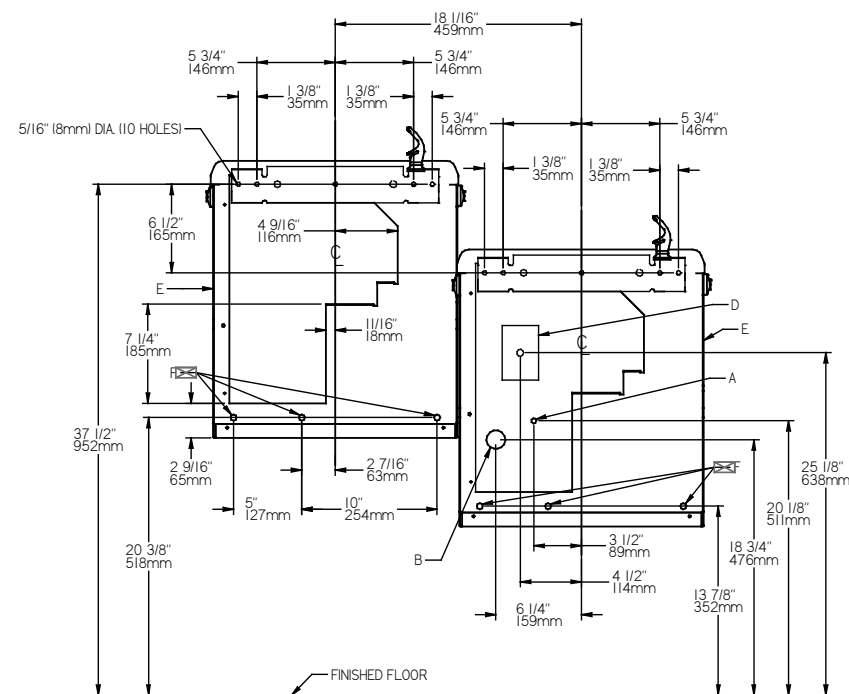 18 1/16"
459mm
5 3/4"
146mm
5 3/4"
146mm
1 3/8"
35mm
1 3/8"
35mm
5 3/4"
146mm
5 3/4"
146mm
5/16" (8mm) DIA. (10 HOLES)
1 3/8"
35mm
1 3/8"
35mm
6 1/2"
165mm
4 9/16"
116mm
C
L
E
D
E
11/16"
18mm
C
L
7 1/4"
185mm
F
A
37 1/2"
952mm
2 9/16"
65mm
2 7/16"
63mm
F
25 1/8"
638mm
5"
127mm
10"
254mm
20 1/8"
511mm
20 3/8"
518mm
3 1/2"
89mm
18 3/4"
476mm
B
4 1/2"
114mm
13 7/8"
352mm
6 1/4"
159mm
FINISHED FLOOR